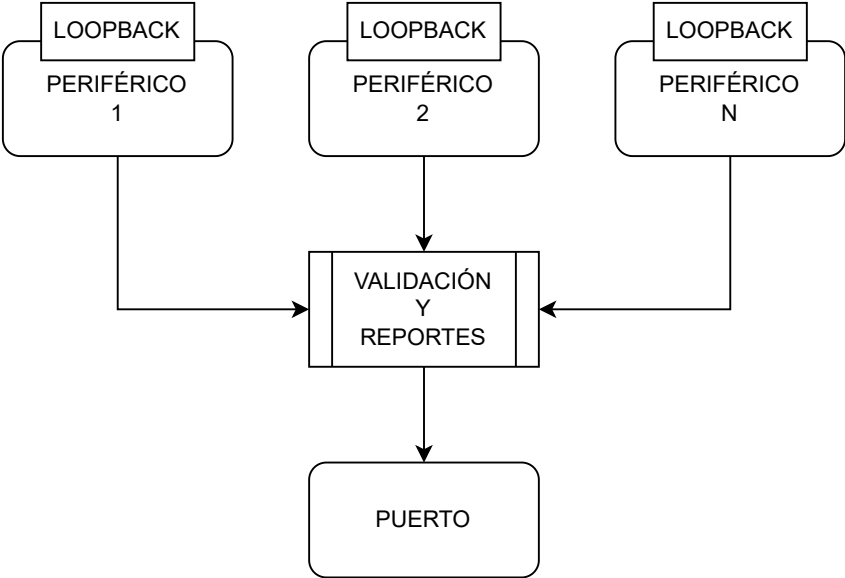 LOOPBACK
PERIFÉRICO
1
LOOPBACK
PERIFÉRICO
2
LOOPBACK
PERIFÉRICO
N
VALIDACIÓN
Y
REPORTES
PUERTO